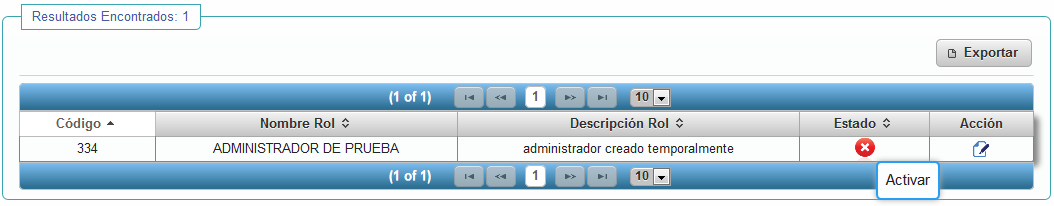 Resultados Encontrados: 1
Exportar
(1 of 1) 1 10
Código Nombre Rol Descripción Rol Estado Acción
334 ADMINISTRADOR DE PRUEBA administrador creado temporalmente
(1 of 1) 1 10
Activar